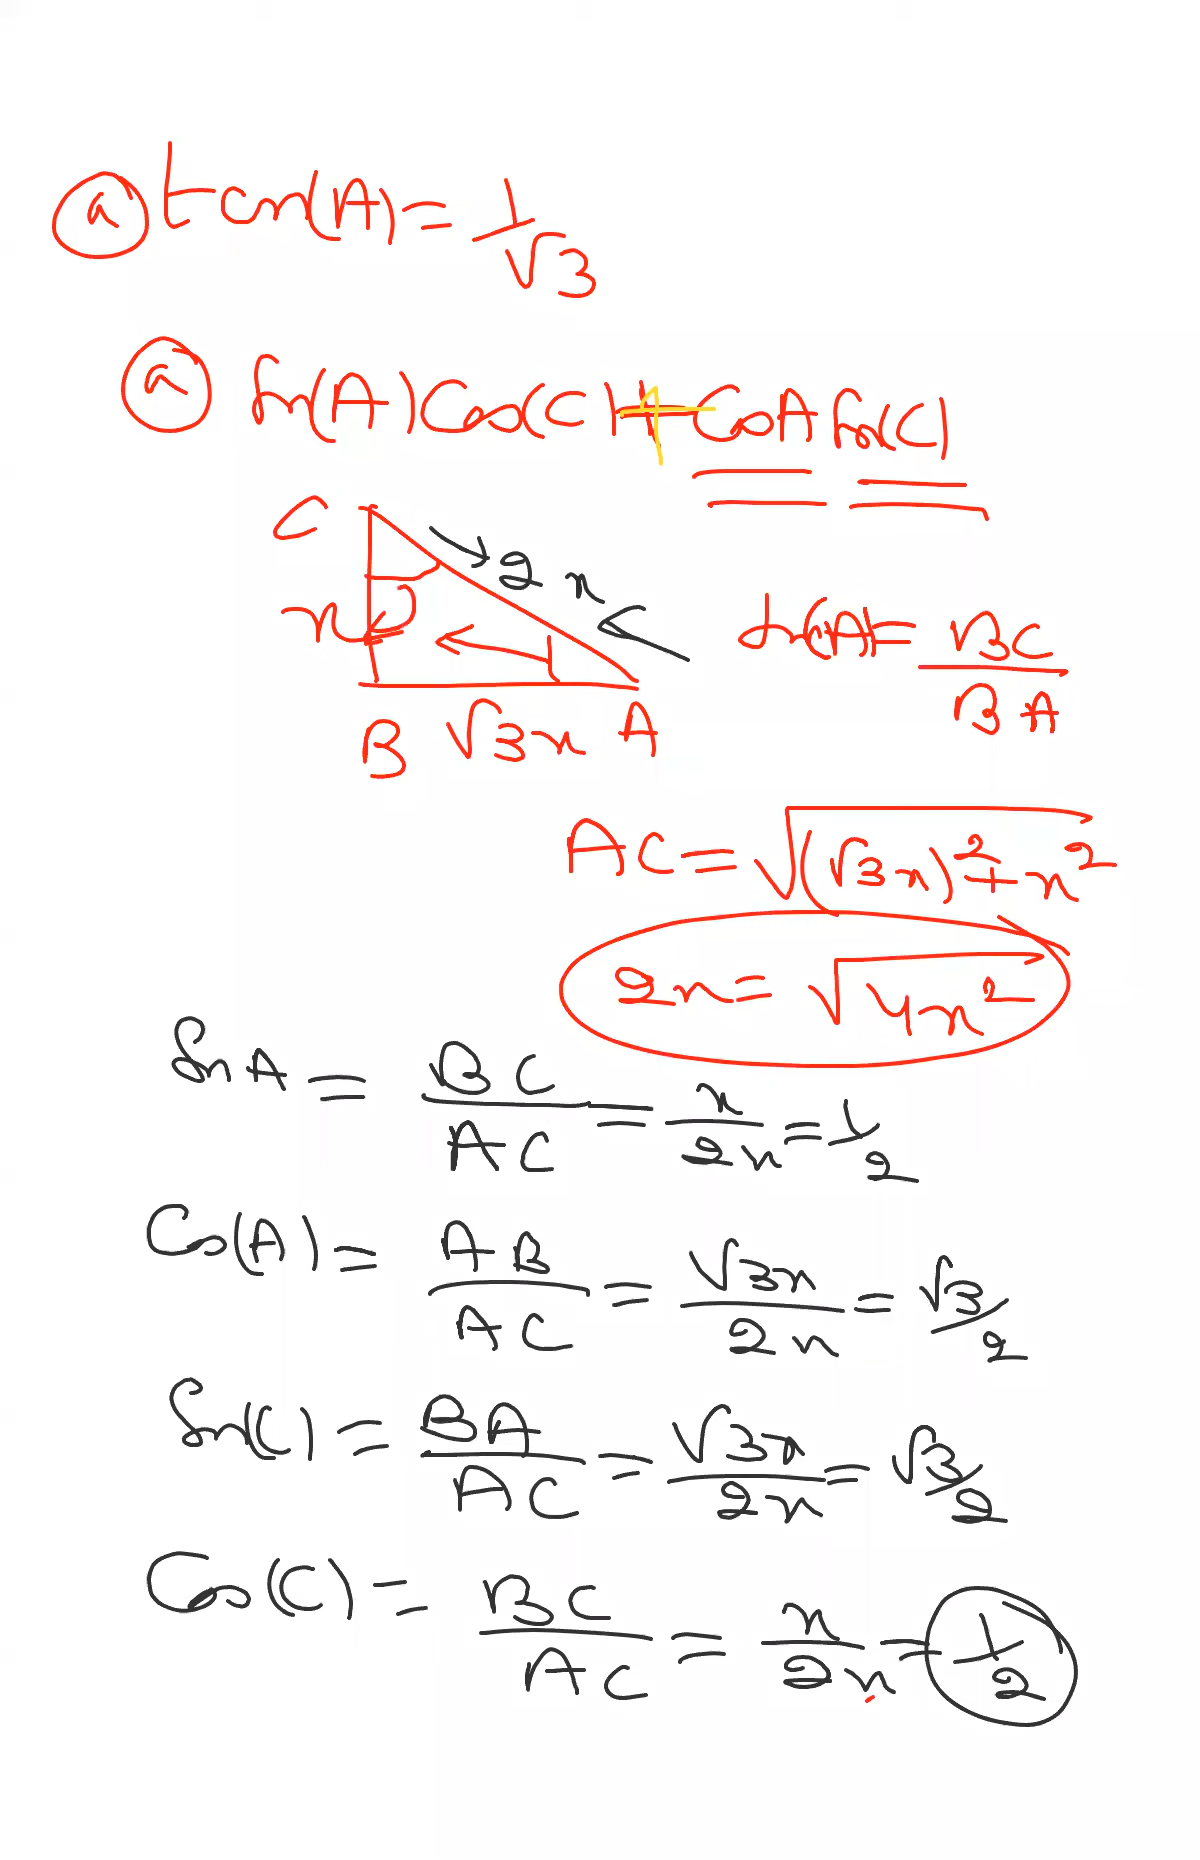 ⓐ tan(A) = 1/√3
ⓐ Sin(A) Cos(C) + CosA Sin(C)
C
2x
x
B √3x A
tan(A) = BC/BA
AC = √((√3x)² + x²)
2x = √4x²
SinA = BC/AC = x/2x = 1/2
Cos(A) = AB/AC = √3x/2x = √3/2
Sin(C) = BA/AC = √3x/2x = √3/2
Cos(C) = BC/AC = x/2x = 1/2